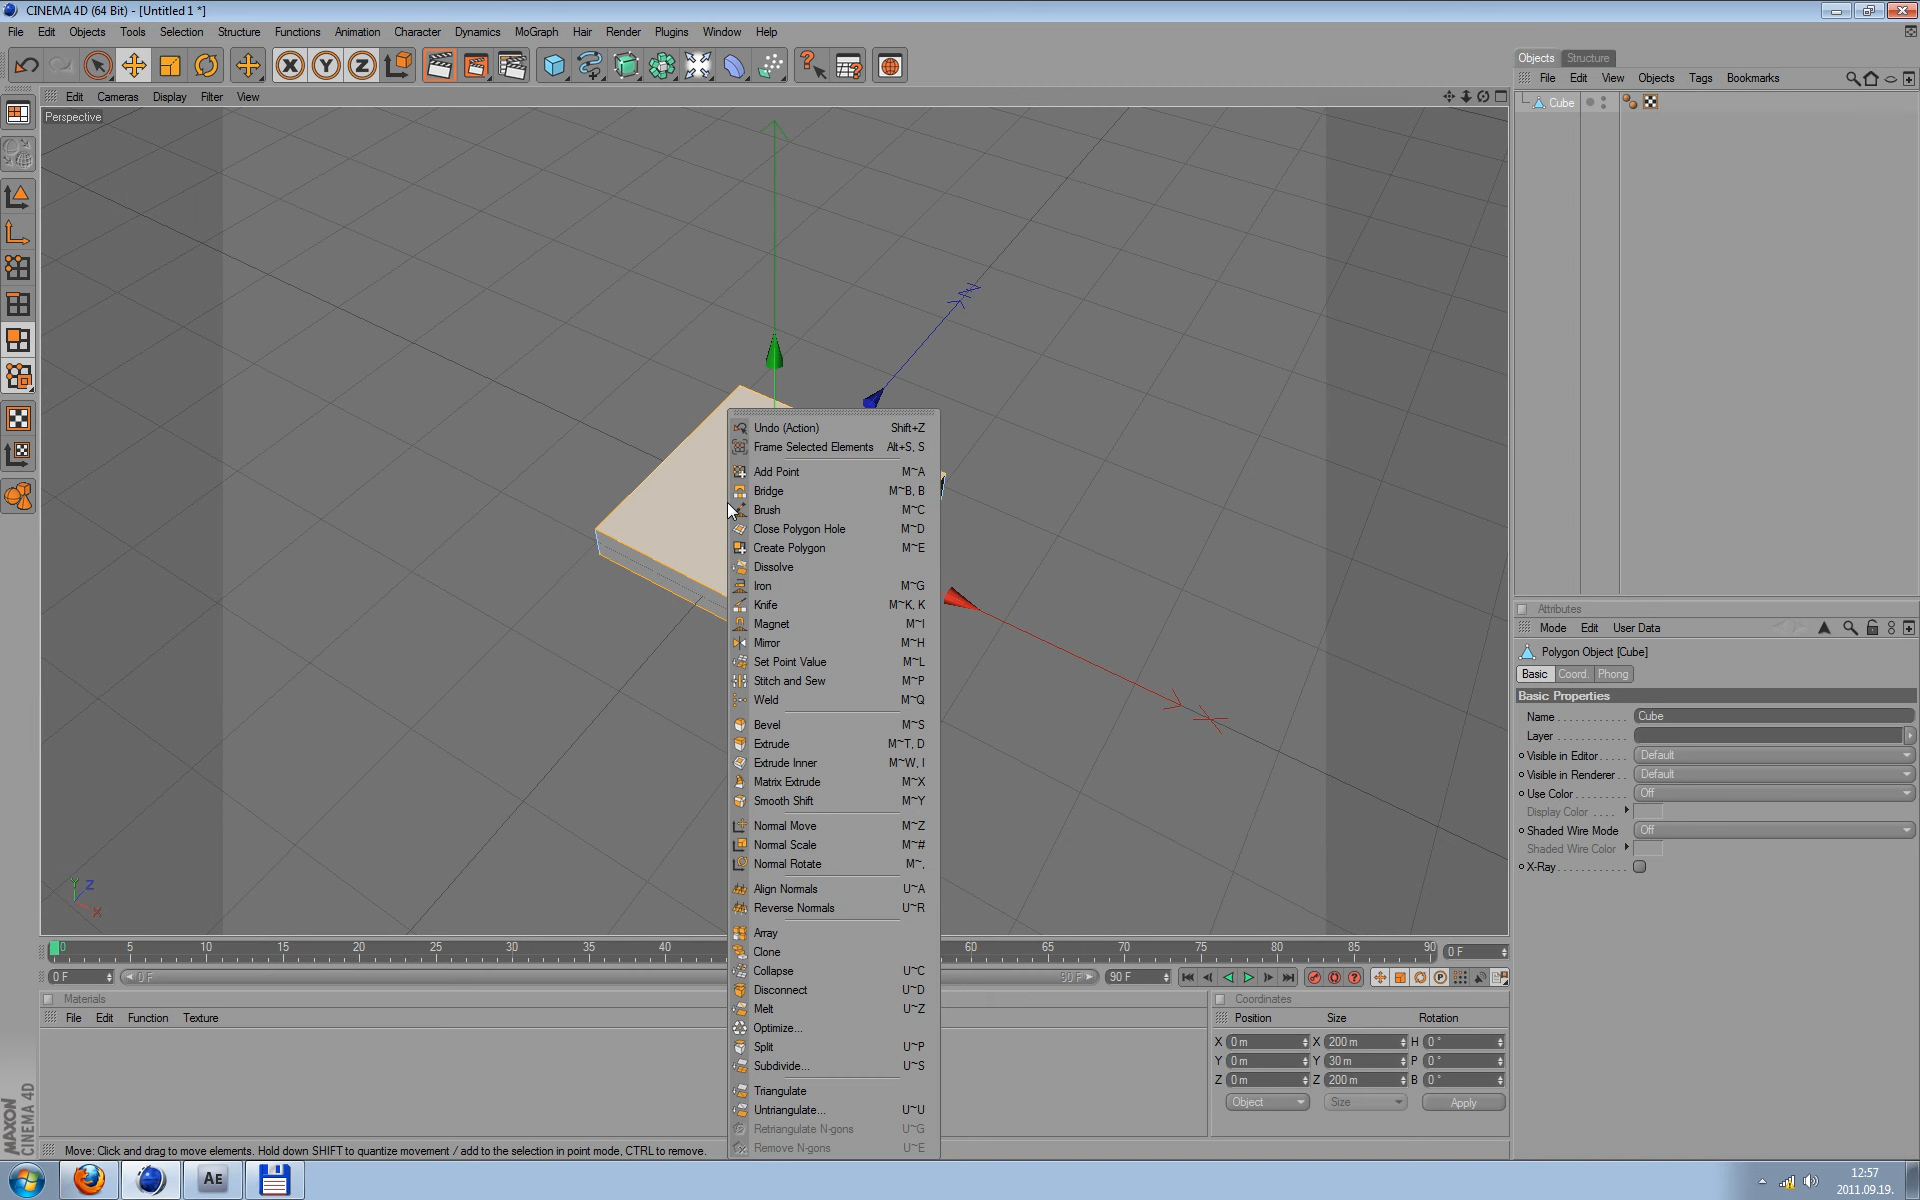 CINEMA 4D (64 Bit) - [Untitled 1 *]
File Edit Objects Tools Selection Structure Functions Animation Character Dynamics MoGraph Hair Render Plugins Window Help
Objects Structure
File Edit View Objects Tags Bookmarks
Edit Cameras Display Filter View
Cube
Perspective
Undo (Action) Shift+Z
Frame Selected Elements Alt+S, S
Add Point M~A
Bridge M~B, B
Brush M~C
Close Polygon Hole M~D
Create Polygon M~E
Dissolve
Iron M~G
Knife M~K, K
Magnet M~I
Mirror M~H
Set Point Value M~L
Stitch and Sew M~P
Weld M~Q
Bevel M~S
Extrude M~T, D
Extrude Inner M~W, I
Matrix Extrude M~X
Smooth Shift M~Y
Normal Move M~Z
Normal Scale M~#
Normal Rotate M~,
Align Normals U~A
Reverse Normals U~R
Array
Clone
Collapse U~C
Disconnect U~D
Melt U~Z
Optimize...
Split U~P
Subdivide... U~S
Triangulate
Untriangulate... U~U
Retriangulate N-gons U~G
Remove N-gons U~E
Attributes
Mode Edit User Data
Polygon Object [Cube]
Basic Coord. Phong
Basic Properties
Name Cube
Layer
Visible in Editor Default
Visible in Renderer Default
Use Color Off
Display Color
Shaded Wire Mode Off
Shaded Wire Color
X-Ray
Y Z X
0 5 10 15 20 25 30 35 40 60 65 70 75 80 85 90 0 F
0 F 0 F 90 F 90 F
Materials
File Edit Function Texture
Coordinates
Position Size Rotation
X 0 m X 200 m H 0 °
Y 0 m Y 30 m P 0 °
Z 0 m Z 200 m B 0 °
Object Size Apply
MAXON
CINEMA 4D
Move: Click and drag to move elements. Hold down SHIFT to quantize movement / add to the selection in point mode, CTRL to remove.
AE
12:57
2011.09.19.